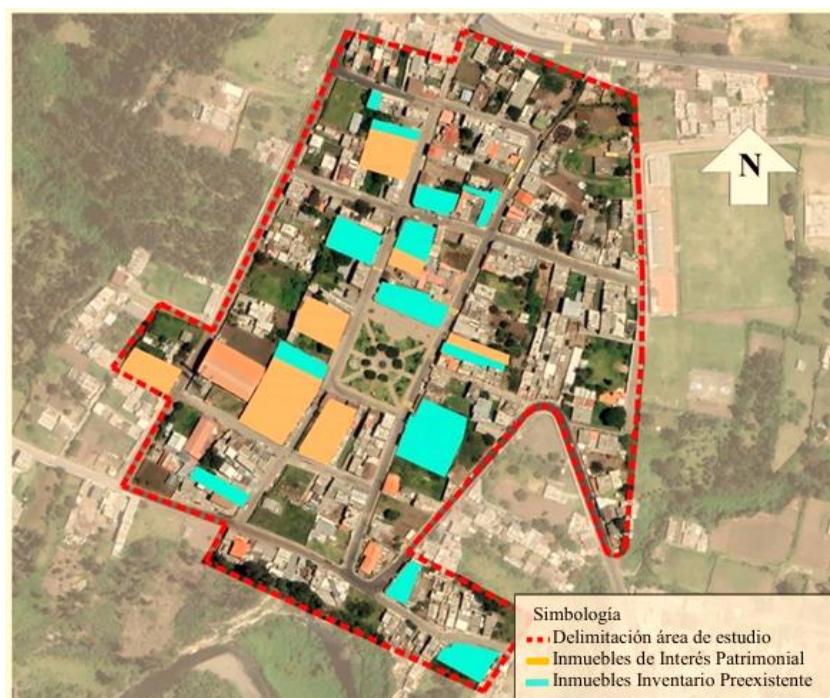 N
Simbología
Delimitación área de estudio
Inmuebles de Interés Patrimonial
Inmuebles Inventario Preexistente